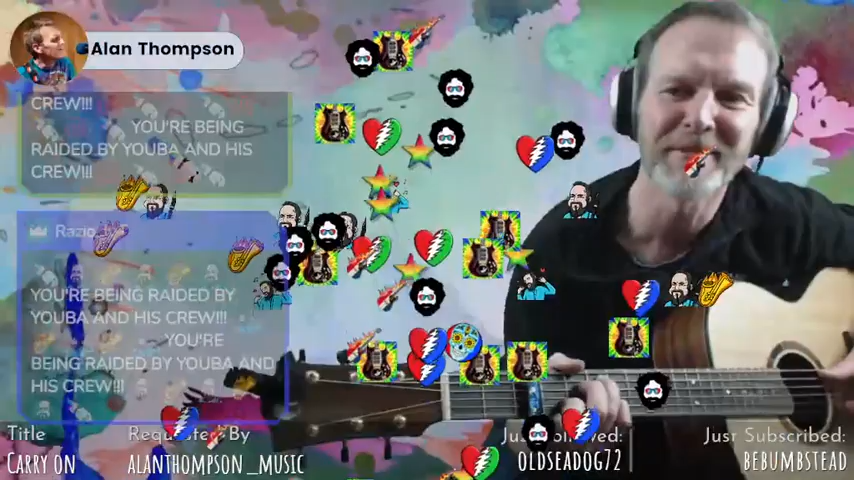 Alan Thompson
CREW!!!
YOU'RE BEING
RAIDED BY YOUBA AND HIS
CREW!!!
Razio
YOU'RE BEING RAIDED BY
YOUBA AND HIS CREW!!!
YOU'RE
BEING RAIDED BY YOUBA AND
HIS CREW!!!
Title
Requested By
Just Followed:
Jusr Subscribed:
Carry on
alanthompson_music
oldseadog72
bebumbstead